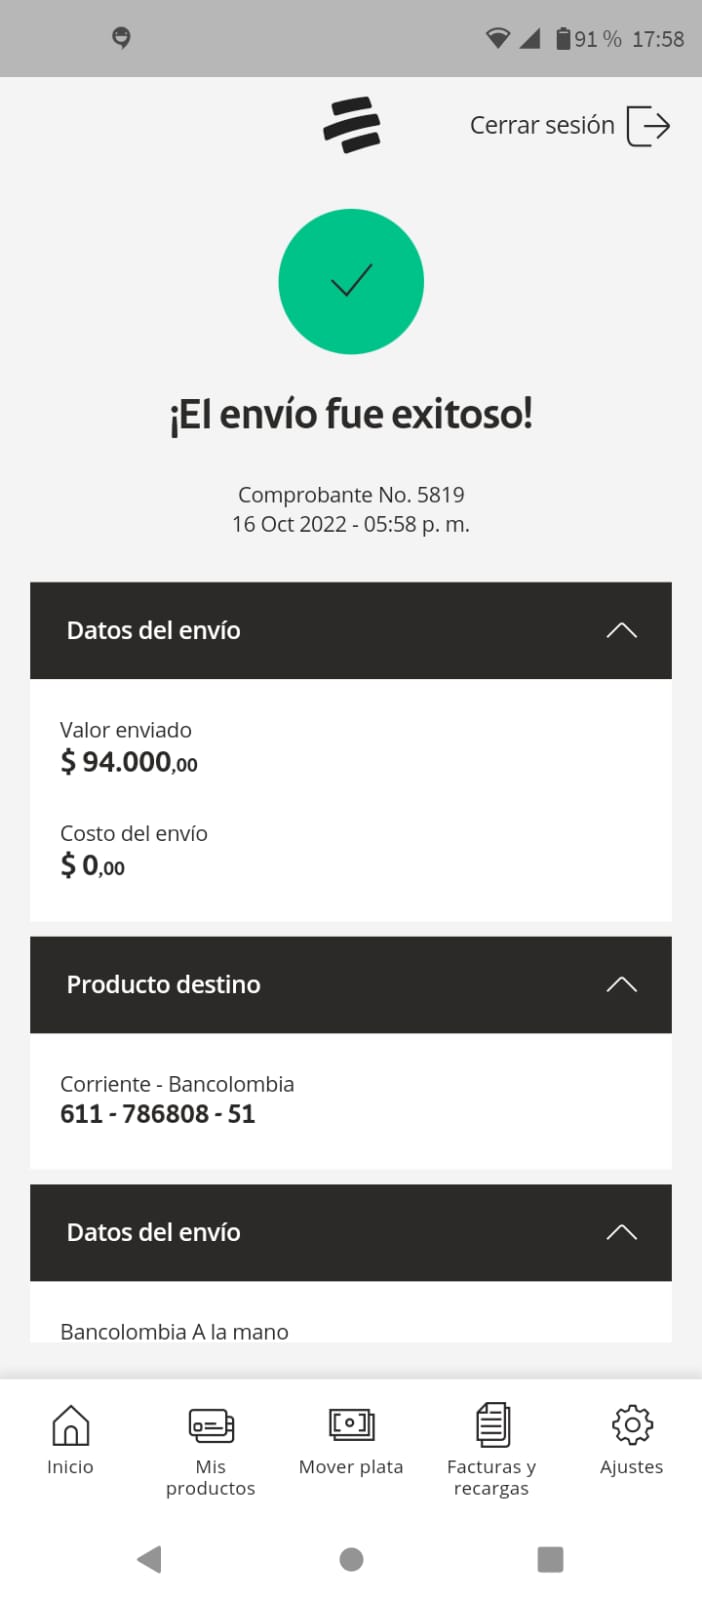 91 % 17:58
Cerrar sesión
¡El envío fue exitoso!
Comprobante No. 5819
16 Oct 2022 - 05:58 p. m.
Datos del envío
Valor enviado
$ 94.000,00
Costo del envío
$ 0,00
Producto destino
Corriente - Bancolombia
611 - 786808 - 51
Datos del envío
Bancolombia A la mano
Inicio
Mis
productos
Mover plata
Facturas y
recargas
Ajustes